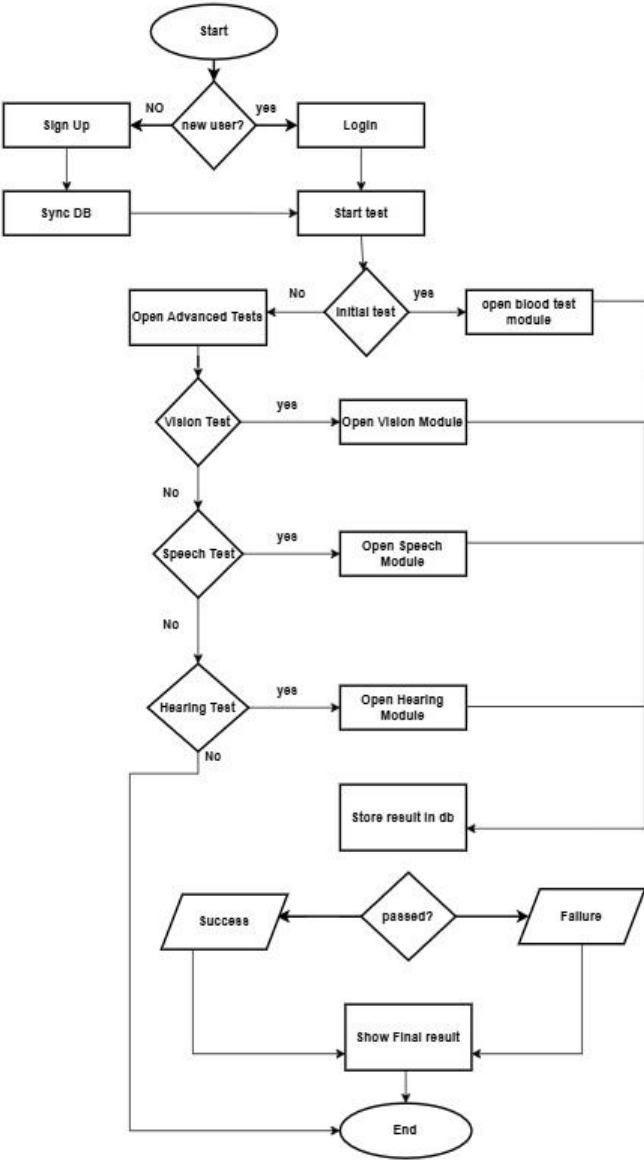 Start
NO
yes
Sign Up
new user?
Login
Sync DB
Start test
No
yes
Open Advanced Tests
Initial test
open blood test
module
yes
Vision Test
Open Vision Module
No
yes
Speech Test
Open Speech
Module
No
yes
Hearing Test
Open Hearing
Module
No
Store result in db
Success
passed?
Failure
Show Final result
End